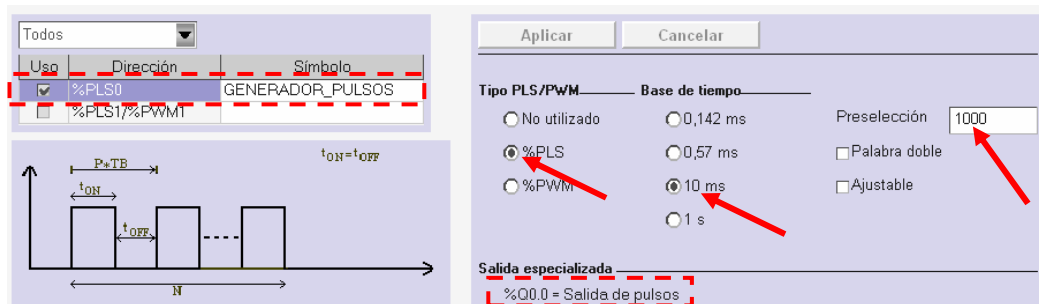 Todos
Uso Dirección Símbolo
%PLS0 GENERADOR_PULSOS
%PLS1/%PWM1
tON=tOFF
P*TB
tON
tOFF
N
Aplicar Cancelar
Tipo PLS/PWM Base de tiempo
No utilizado 0,142 ms Preselección 1000
%PLS 0,57 ms Palabra doble
%PWM 10 ms Ajustable
1 s
Salida especializada
%Q0.0 = Salida de pulsos